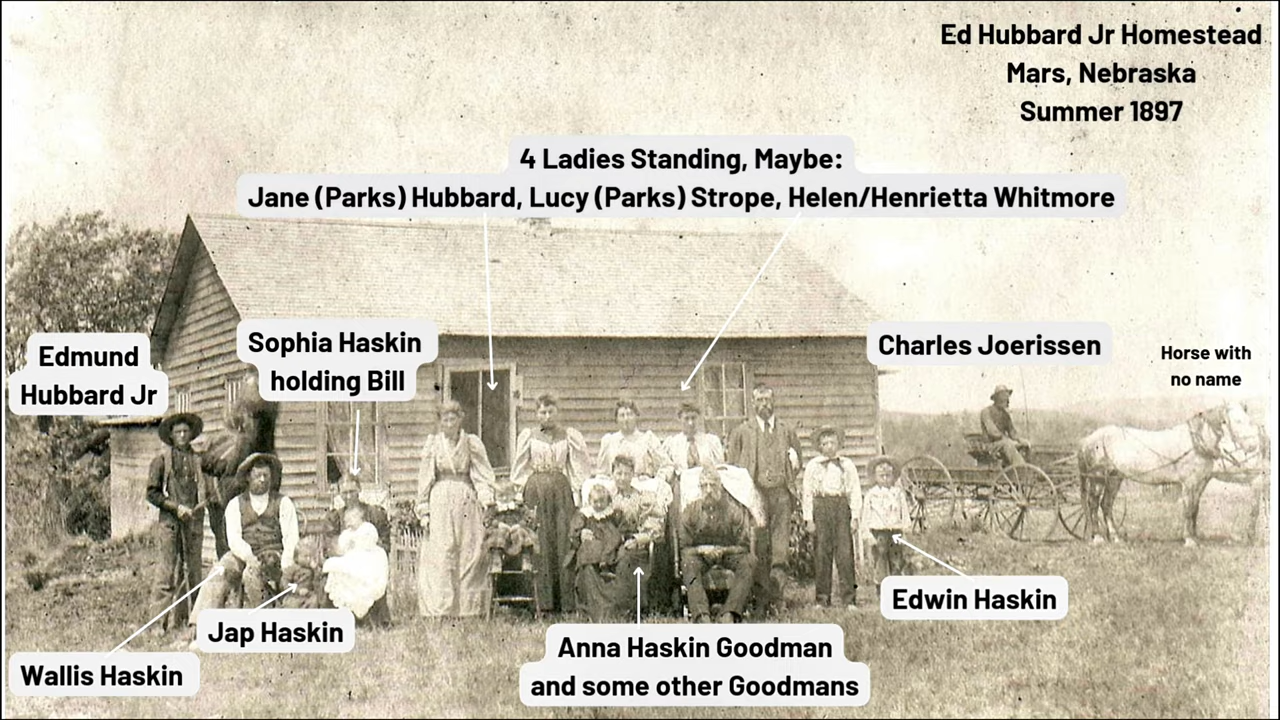 Ed Hubbard Jr Homestead
Mars, Nebraska
Summer 1897
4 Ladies Standing, Maybe:
Jane (Parks) Hubbard, Lucy (Parks) Strope, Helen/Henrietta Whitmore
Edmund
Hubbard Jr
Sophia Haskin
holding Bill
Charles Joerissen
Horse with
no name
Edwin Haskin
Jap Haskin
Wallis Haskin
Anna Haskin Goodman
and some other Goodmans